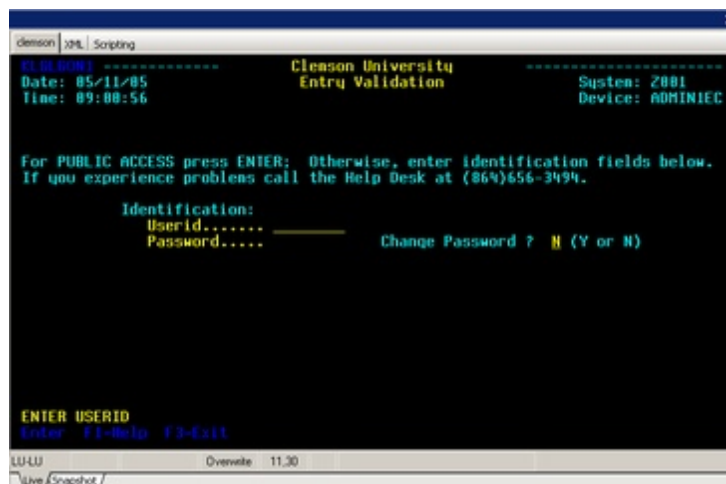 clemson XML Scripting
KLGLGON1 -------------- Clemson University ----------------------
Date: 05/11/05 Entry Validation System: Z001
Time: 09:08:56 Device: ADMIN1EC
For PUBLIC ACCESS press ENTER; Otherwise, enter identification fields below.
If you experience problems call the Help Desk at (864)656-3494.
Identification:
Userid....... ________
Password..... Change Password ? N (Y or N)
ENTER USERID
Enter F1=Help F3=Exit
LU-LU Overwrite 11,30
Live Snapshot